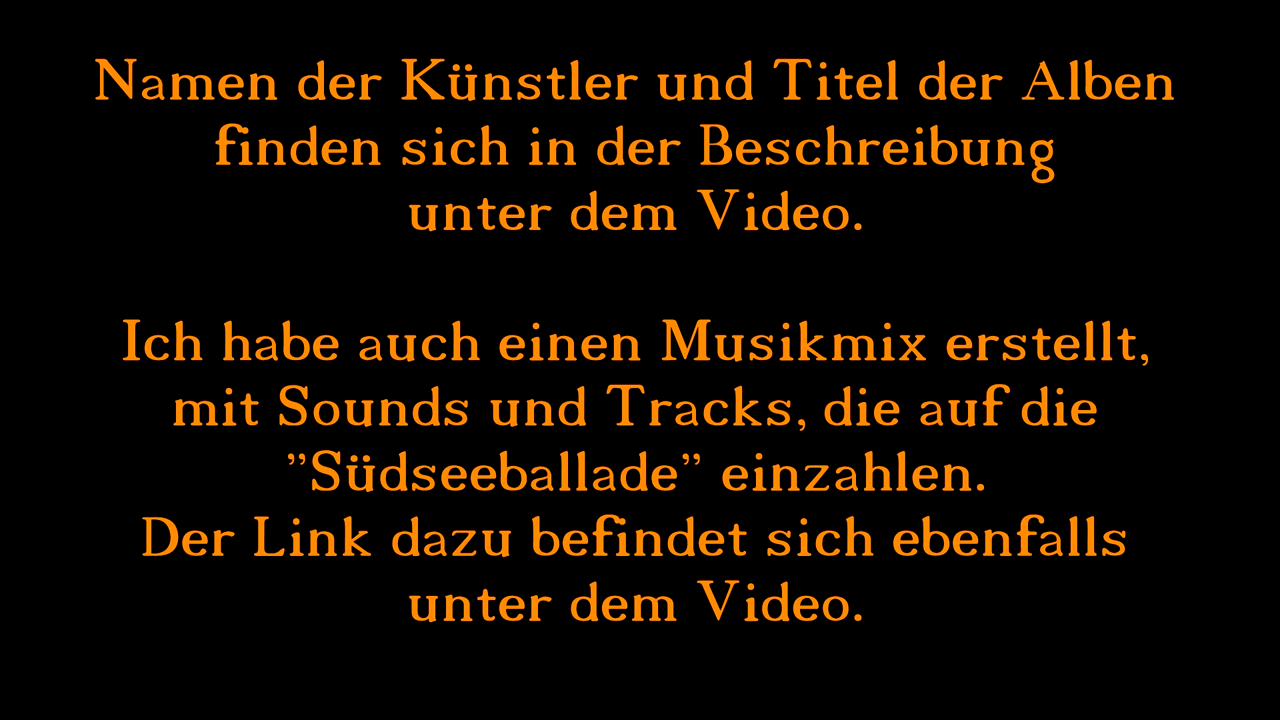 Namen der Künstler und Titel der Alben
finden sich in der Beschreibung
unter dem Video.
Ich habe auch einen Musikmix erstellt,
mit Sounds und Tracks, die auf die
”Südseeballade” einzahlen.
Der Link dazu befindet sich ebenfalls
unter dem Video.